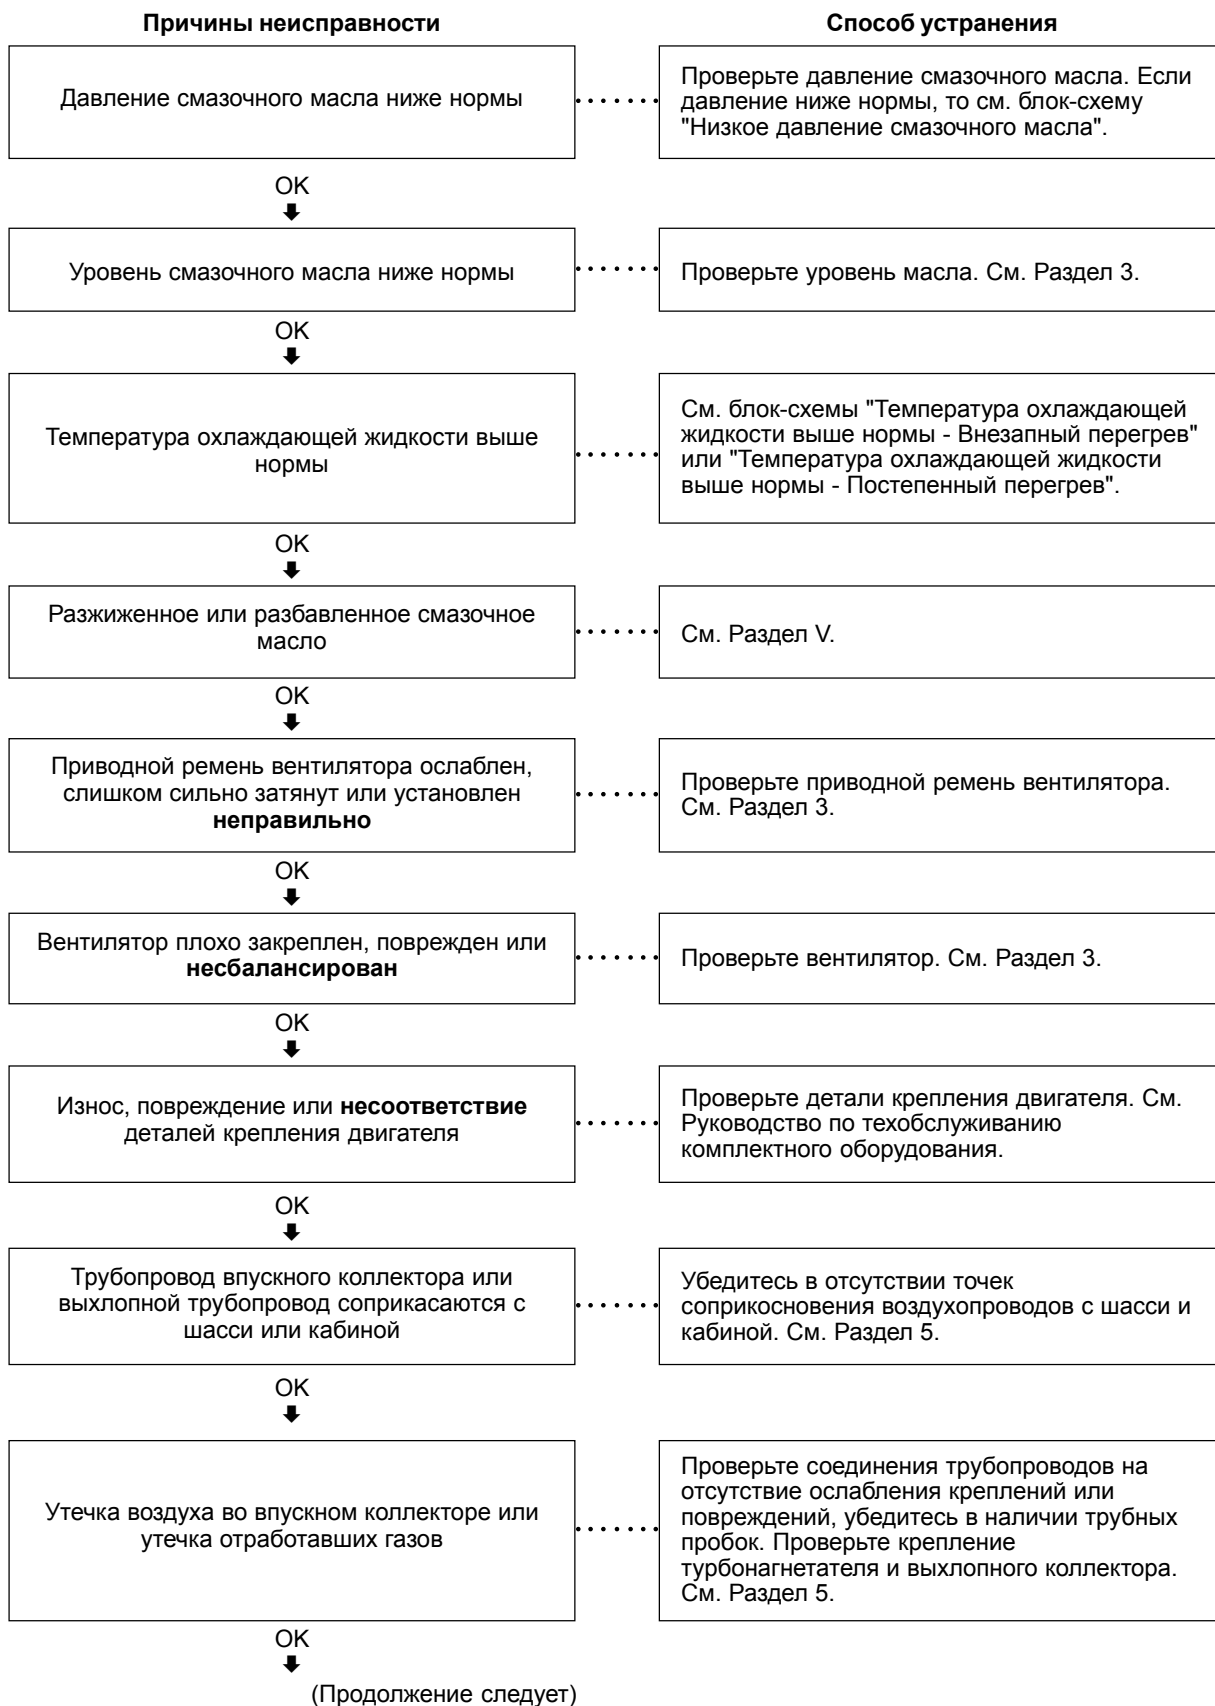 Причины неисправности
Способ устранения
Давление смазочного масла ниже нормы
Проверьте давление смазочного масла. Если
давление ниже нормы, то см. блок-схему
"Низкое давление смазочного масла".
OK
Уровень смазочного масла ниже нормы
Проверьте уровень масла. См. Раздел 3.
OK
Температура охлаждающей жидкости выше
нормы
См. блок-схемы "Температура охлаждающей
жидкости выше нормы - Внезапный перегрев"
или "Температура охлаждающей жидкости
выше нормы - Постепенный перегрев".
OK
Разжиженное или разбавленное смазочное
масло
См. Раздел V.
OK
Приводной ремень вентилятора ослаблен,
слишком сильно затянут или установлен
неправильно
Проверьте приводной ремень вентилятора.
См. Раздел 3.
OK
Вентилятор плохо закреплен, поврежден или
несбалансирован
Проверьте вентилятор. См. Раздел 3.
OK
Износ, повреждение или несоответствие
деталей крепления двигателя
Проверьте детали крепления двигателя. См.
Руководство по техобслуживанию
комплектного оборудования.
OK
Трубопровод впускного коллектора или
выхлопной трубопровод соприкасаются с
шасси или кабиной
Убедитесь в отсутствии точек
соприкосновения воздухопроводов с шасси и
кабиной. См. Раздел 5.
OK
Утечка воздуха во впускном коллекторе или
утечка отработавших газов
Проверьте соединения трубопроводов на
отсутствие ослабления креплений или
повреждений, убедитесь в наличии трубных
пробок. Проверьте крепление
турбонагнетателя и выхлопного коллектора.
См. Раздел 5.
OK
(Продолжение следует)